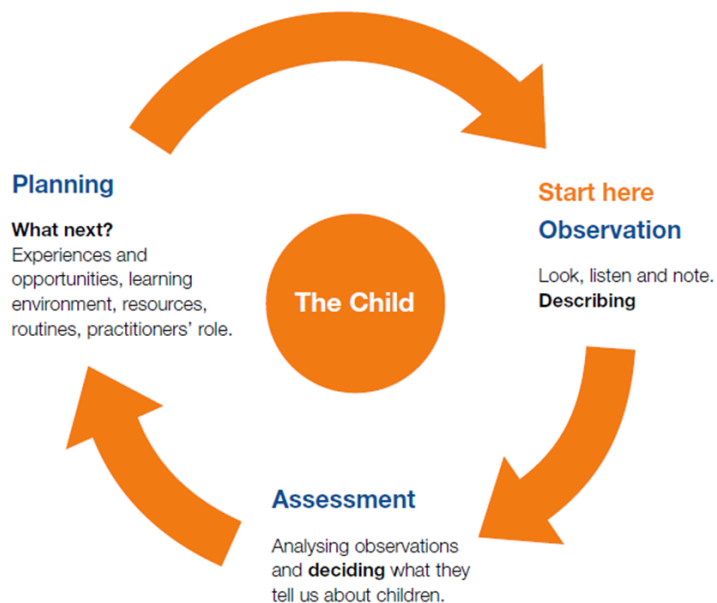 Start here
Observation
Look, listen and note.
Describing
Assessment
Analysing observations
and deciding what they
tell us about children.
Planning
What next?
Experiences and
opportunities, learning
environment, resources,
routines, practitioners’ role.
The Child